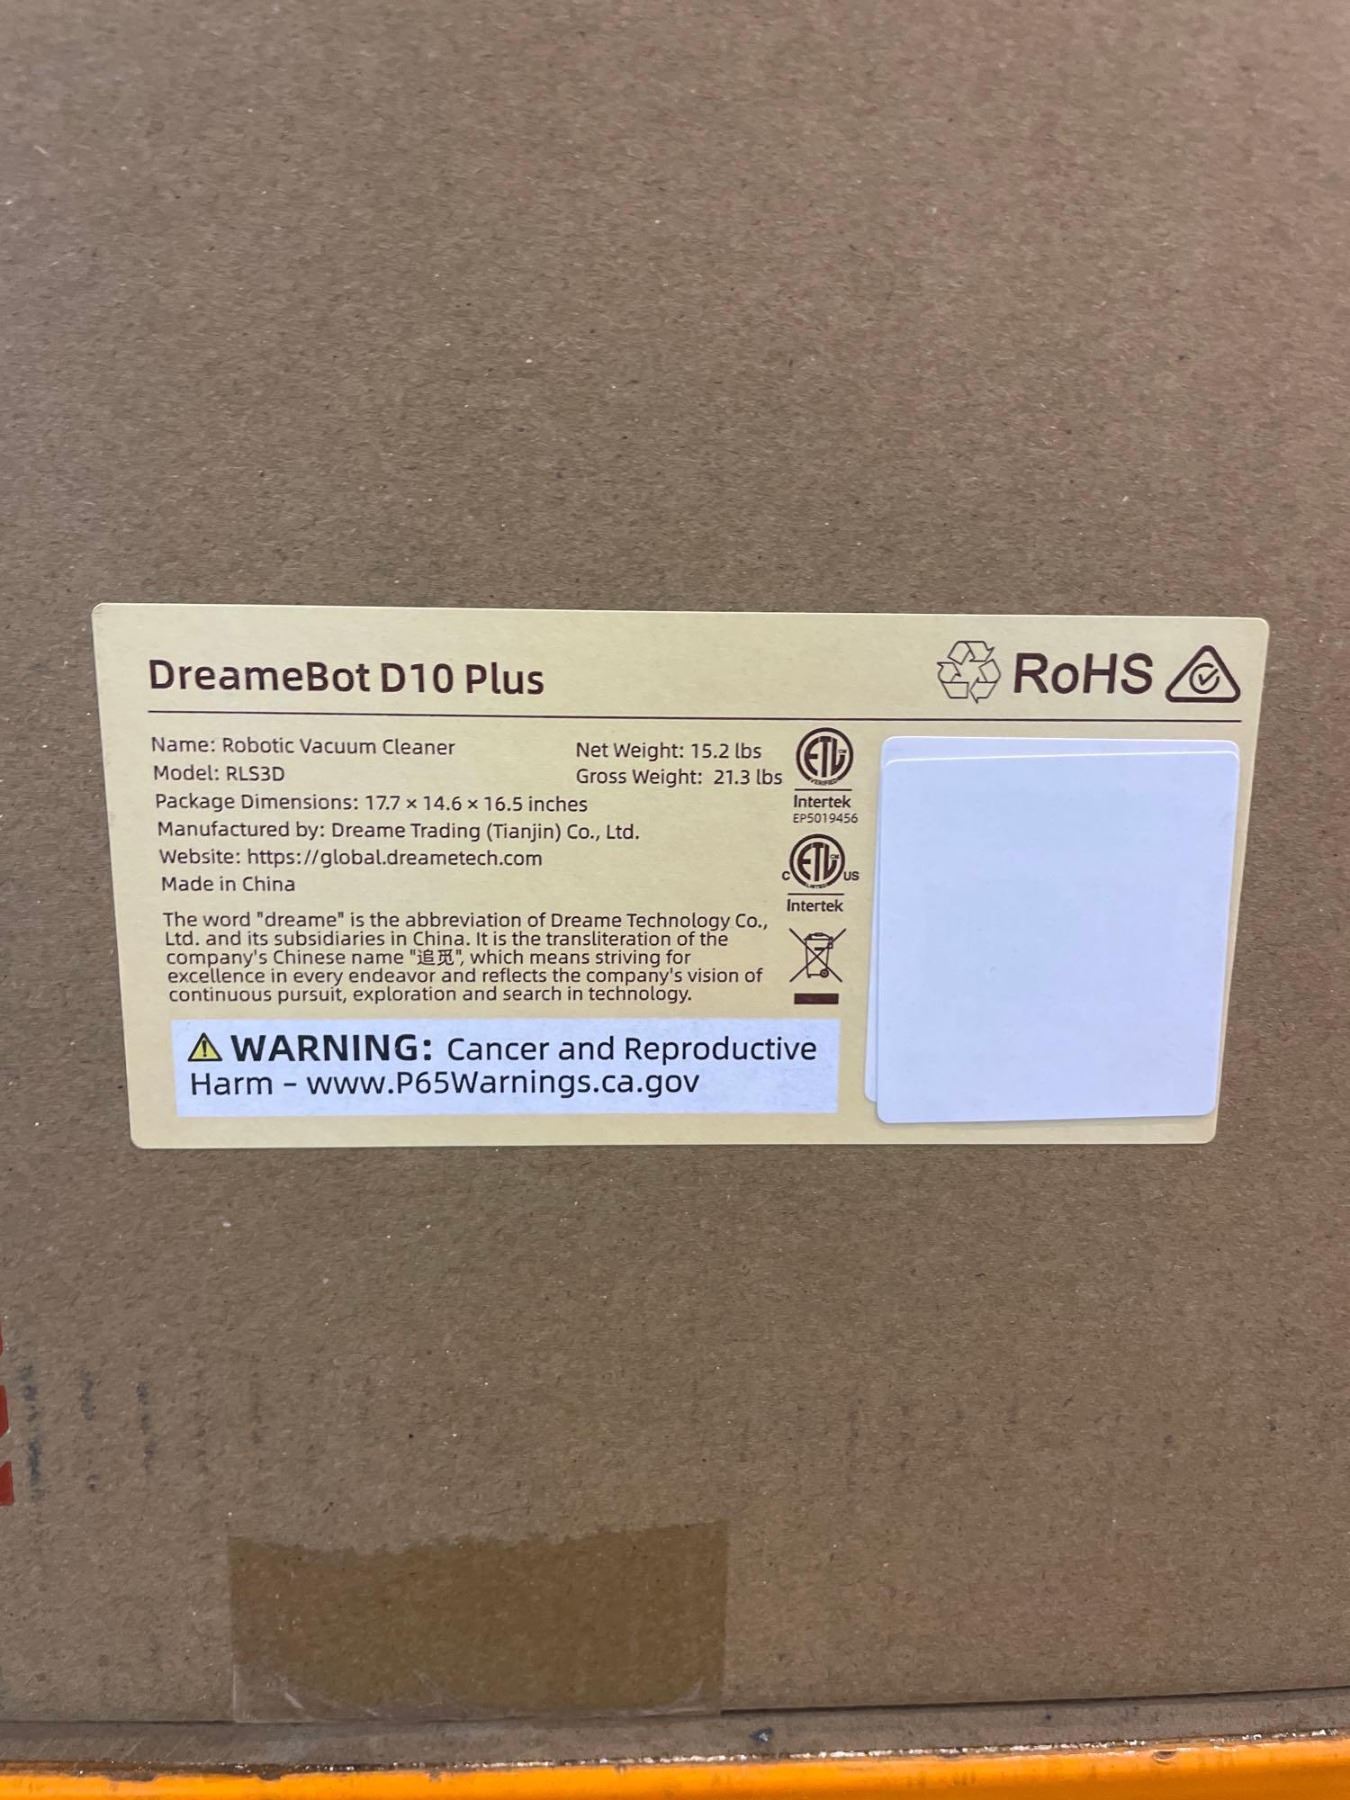 DreameBot D10 Plus
RoHS
Name: Robotic Vacuum Cleaner
Net Weight: 15.2 lbs
Model: RLS3D
Gross Weight: 21.3 lbs
Package Dimensions: 17.7 × 14.6 × 16.5 inches
Manufactured by: Dreame Trading (Tianjin) Co., Ltd.
Website: https://global.dreametech.com
Made in China
The word "dreame" is the abbreviation of Dreame Technology Co.,
Ltd. and its subsidiaries in China. It is the transliteration of the
company's Chinese name "追觅", which means striving for
excellence in every endeavor and reflects the company's vision of
continuous pursuit, exploration and search in technology.
ETL
Intertek
EP5019456
C ETL US
Intertek
WARNING: Cancer and Reproductive
Harm – www.P65Warnings.ca.gov